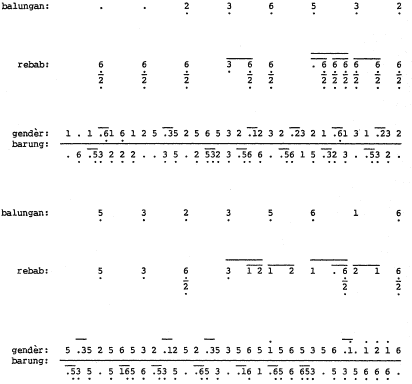 balungan: . . 2 3 6 5 3 2
rebab: 6 6 6 3 .6 6 .6 6 6 6 6 6
2 2 2 2 2 2 2 2 2 2 2
gendèr: 1 . 1 .61 6 1 2 5 .35 2 5 6 5 3 2 .12 3 2 .23 2 1 .61 3 1 .23 2
barung: . 6 .53 2 2 2 . . 3 5 . 2 532 3 .56 6 . .56 1 5 .32 3 . .53 2 .
balungan: 5 3 2 3 5 6 1 6
rebab: 5 3 6 3 1 2 1 2 1 .6 2 1 6
2 2 2
gendèr: 5 .35 2 5 6 5 3 2 .12 5 2 .35 3 5 6 5 1 5 6 5 3 5 6 .1. 1 2 1 6
barung: .53 5 . 5 165 6 .53 5 . .65 3 . .16 1 .65 6 653 . 5 3 5 6 5 3 5 .